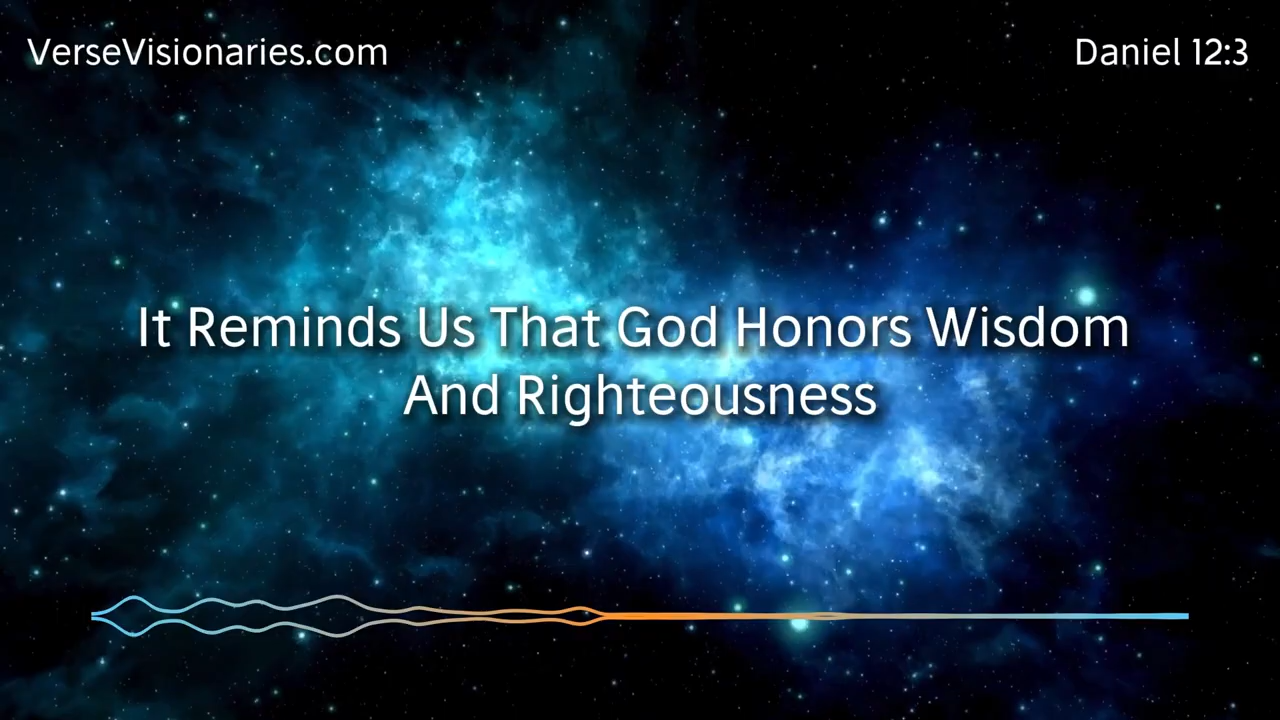 VerseVisionaries.com
Daniel 12:3
It Reminds Us That God Honors Wisdom
And Righteousness